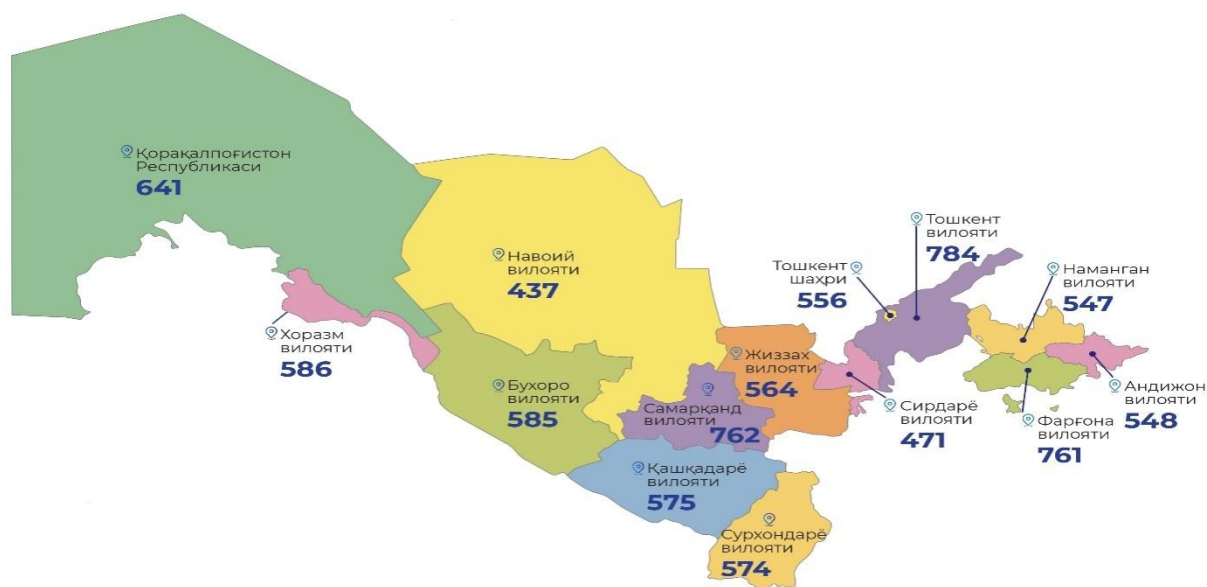 Қорақалпоғистон
Республикаси
641
Навоий
вилояти
437
Тошкент
вилояти
784
Тошкент
шаҳри
556
Наманган
вилояти
547
Хоразм
вилояти
586
Бухоро
вилояти
585
Жиззах
вилояти
564
Самарқанд
вилояти
762
Сирдарё
вилояти
471
Фарғона
вилояти
761
Андижон
вилояти
548
Қашқадарё
вилояти
575
Сурхондарё
вилояти
574